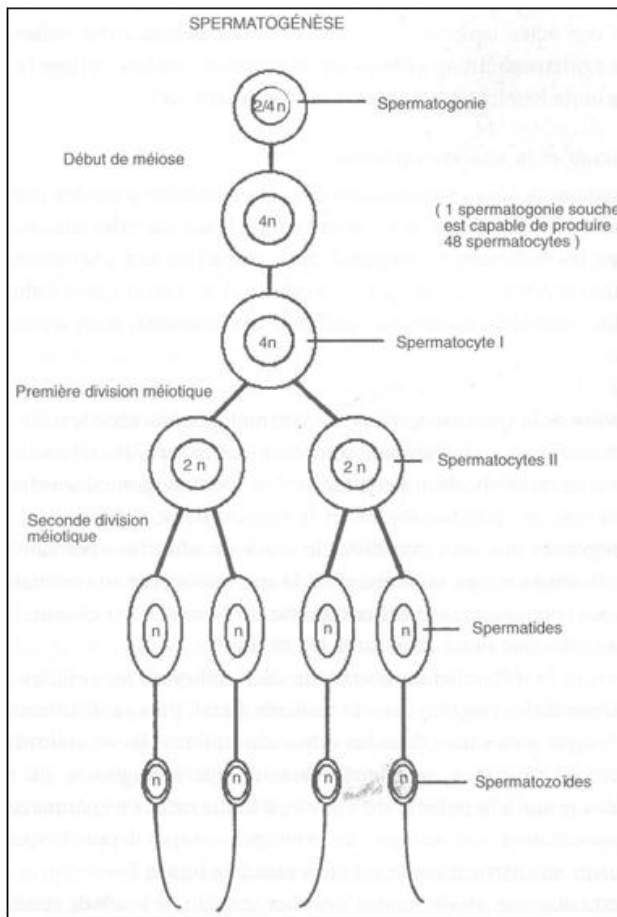 SPERMATOGÉNÈSE
2/4n
Spermatogonie
Début de méiose
4n
( 1 spermatogonie souche
est capable de produire
48 spermatocytes )
4n
Spermatocyte I
Première division méiotique
2 n
2 n
Spermatocytes II
Seconde division
méiotique
n
n
n
n
Spermatides
n
n
n
n
Spermatozoïdes